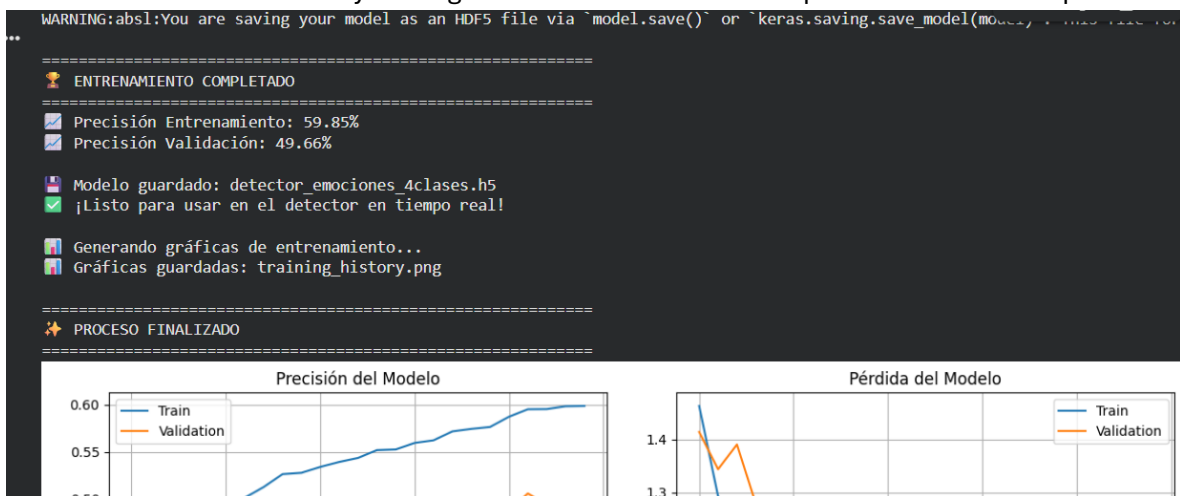 WARNING:absl:You are saving your model as an HDF5 file via `model.save()` or `keras.saving.save_model(model)`. This file for
============================================================
🏆 ENTRENAMIENTO COMPLETADO
============================================================
📈 Precisión Entrenamiento: 59.85%
📈 Precisión Validación: 49.66%
💾 Modelo guardado: detector_emociones_4clases.h5
✅ ¡Listo para usar en el detector en tiempo real!
📊 Generando gráficas de entrenamiento...
📊 Gráficas guardadas: training_history.png
============================================================
✨ PROCESO FINALIZADO
============================================================
Precisión del Modelo
0.60
Train
Validation
0.55
Pérdida del Modelo
Train
Validation
1.4
1.3